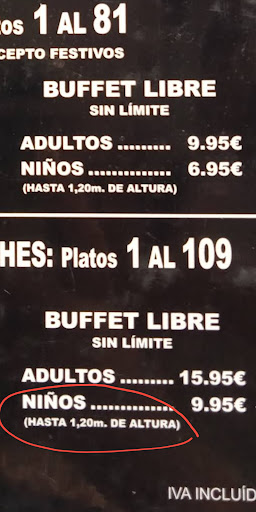 os 1 AL 81
CEPTO FESTIVOS
BUFFET LIBRE
SIN LÍMITE
ADULTOS ......... 9.95€
NIÑOS .............. 6.95€
(HASTA 1,20m. DE ALTURA)
HES: Platos 1 AL 109
BUFFET LIBRE
SIN LÍMITE
ADULTOS ......... 15.95€
NIÑOS .............. 9.95€
(HASTA 1,20m. DE ALTURA)
IVA INCLUÍD